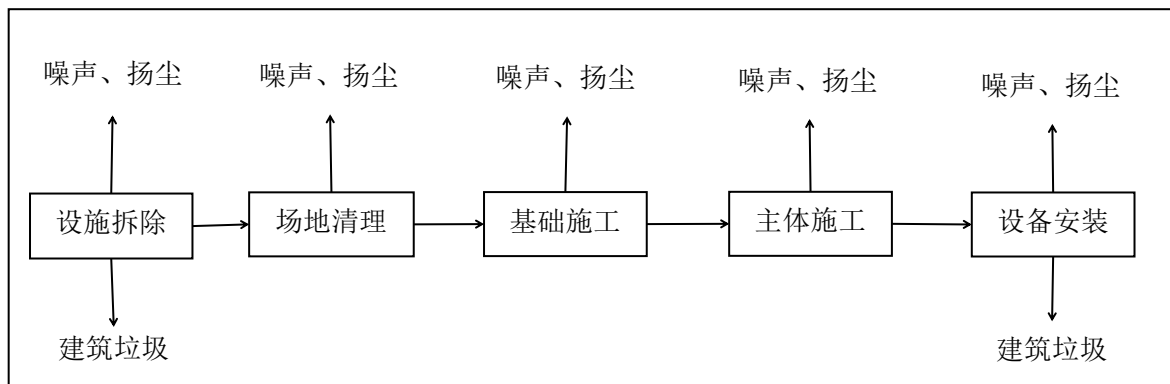 噪声、扬尘
噪声、扬尘
噪声、扬尘
噪声、扬尘
噪声、扬尘
设施拆除
场地清理
基础施工
主体施工
设备安装
建筑垃圾
建筑垃圾